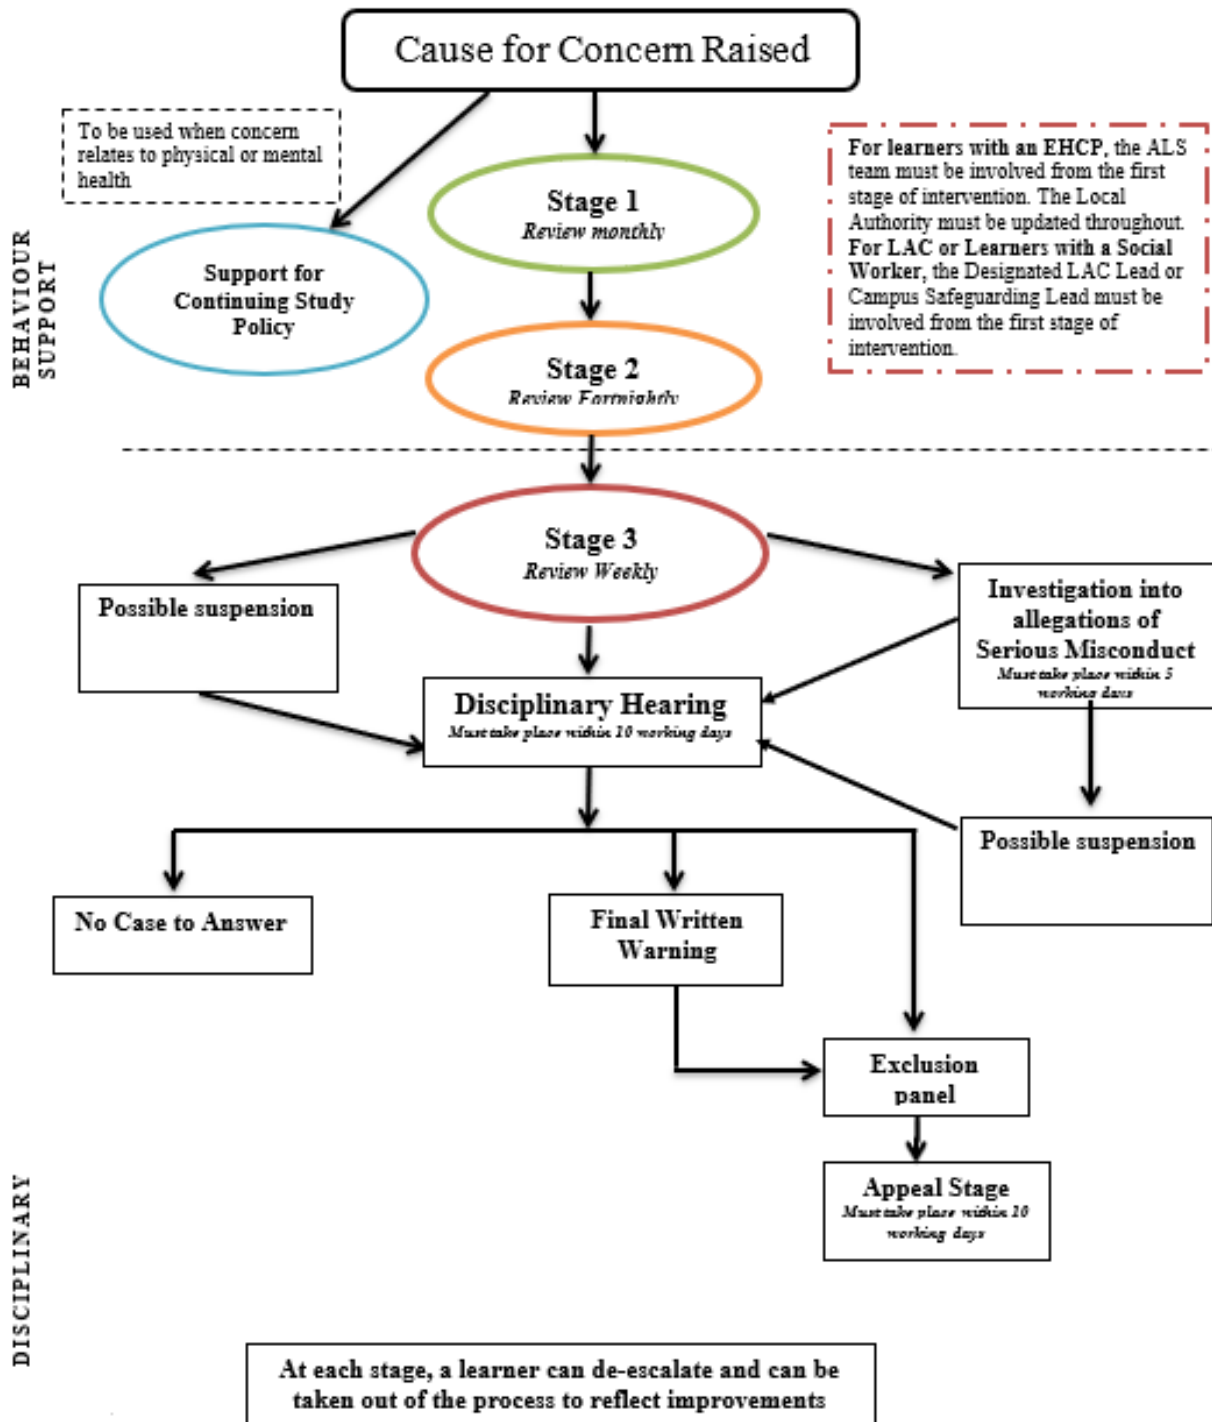 Cause for Concern Raised
To be used when concern
relates to physical or mental
health
For learners with an EHCP, the ALS
team must be involved from the first
stage of intervention. The Local
Authority must be updated throughout.
For LAC or Learners with a Social
Worker, the Designated LAC Lead or
Campus Safeguarding Lead must be
involved from the first stage of
intervention.
Stage 1
Review monthly
BEHAVIOUR
SUPPORT
Support for
Continuing Study
Policy
Stage 2
Review Fortnightly
Stage 3
Review Weekly
Possible suspension
Investigation into
allegations of
Serious Misconduct
Must take place within 5
working days
Disciplinary Hearing
Must take place within 10 working days
Possible suspension
No Case to Answer
Final Written
Warning
Exclusion
panel
Appeal Stage
Must take place within 10
working days
DISCIPLINARY
At each stage, a learner can de-escalate and can be
taken out of the process to reflect improvements